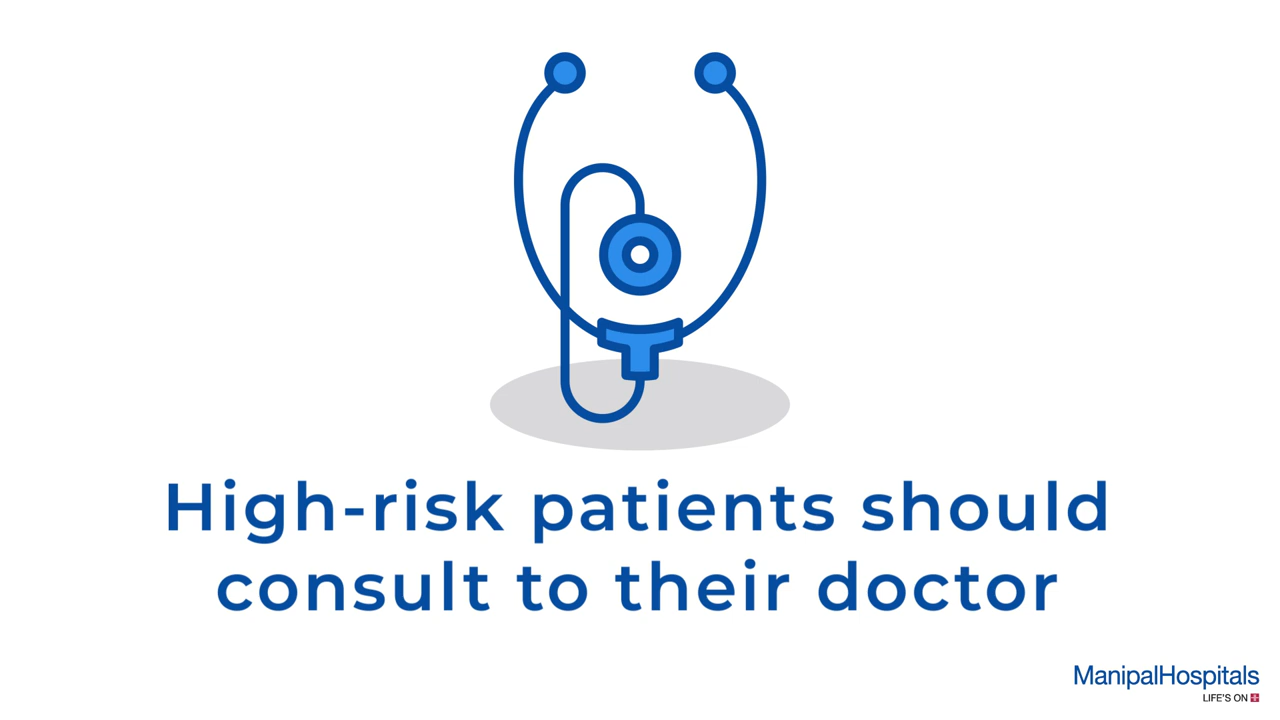 High-risk patients should
consult to their doctor
ManipalHospitals
LIFE'S ON